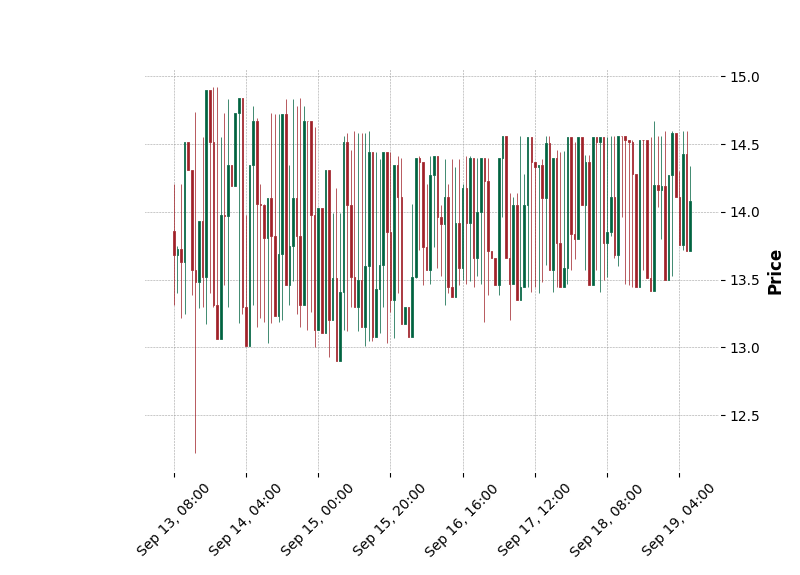 15.0
14.5
14.0
13.5
13.0
12.5
Price
Sep 13, 08:00
Sep 14, 04:00
Sep 15, 00:00
Sep 15, 20:00
Sep 16, 16:00
Sep 17, 12:00
Sep 18, 08:00
Sep 19, 04:00